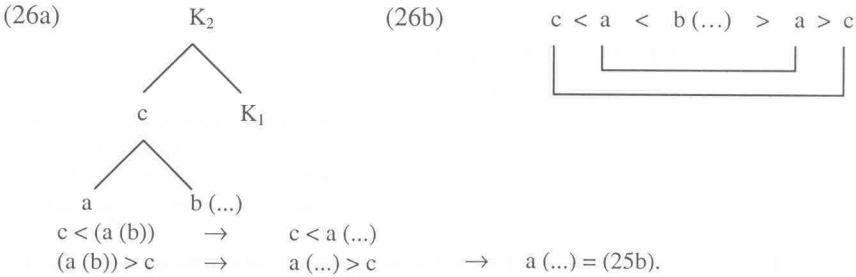 (26a) K₂ (26b) c < a < b (...) > a > c
c K₁
a b (...)
c < (a (b)) → c < a (...)
(a (b)) > c → a (...) > c → a (...) = (25b).